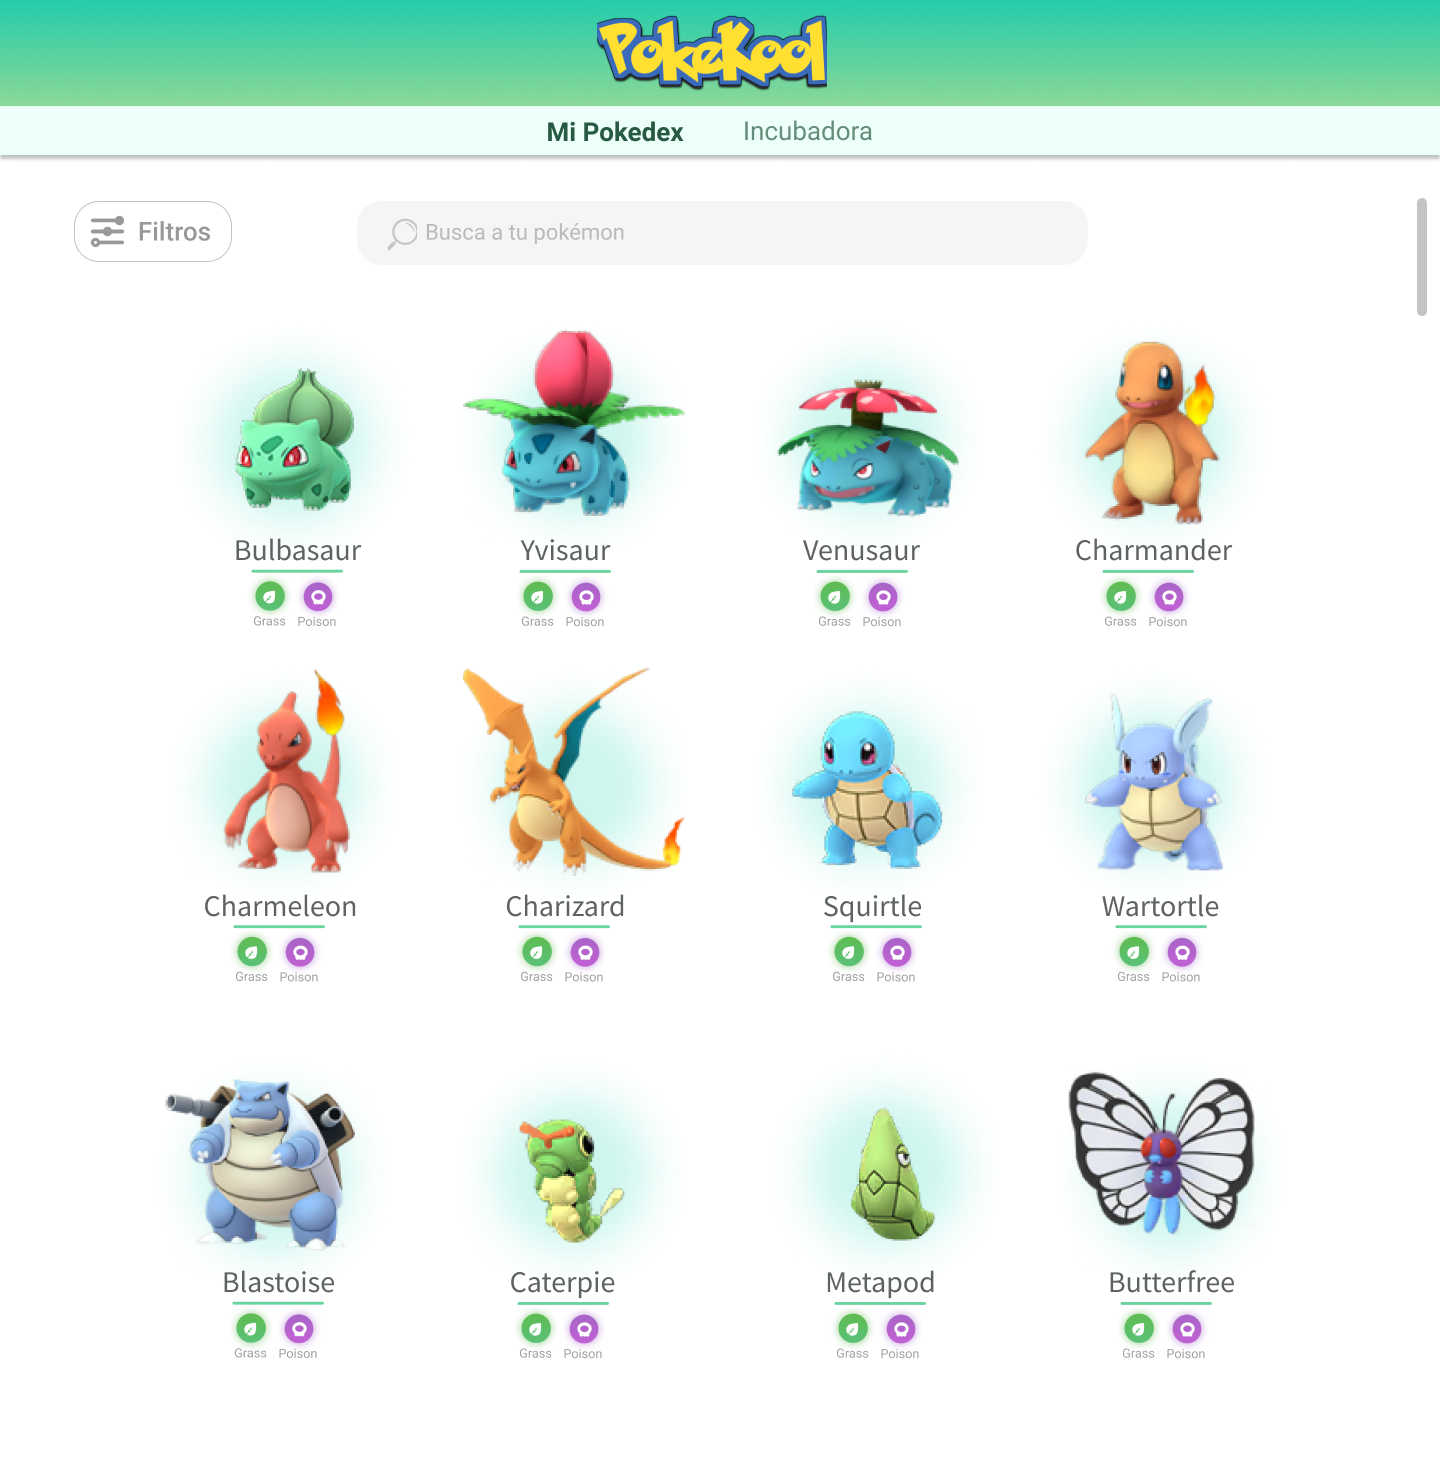 PokeKool
Mi Pokedex Incubadora
Filtros Busca a tu pokémon
Bulbasaur Yvisaur Venusaur Charmander
Grass Poison Grass Poison Grass Poison Grass Poison
Charmeleon Charizard Squirtle Wartortle
Grass Poison Grass Poison Grass Poison Grass Poison
Blastoise Caterpie Metapod Butterfree
Grass Poison Grass Poison Grass Poison Grass Poison